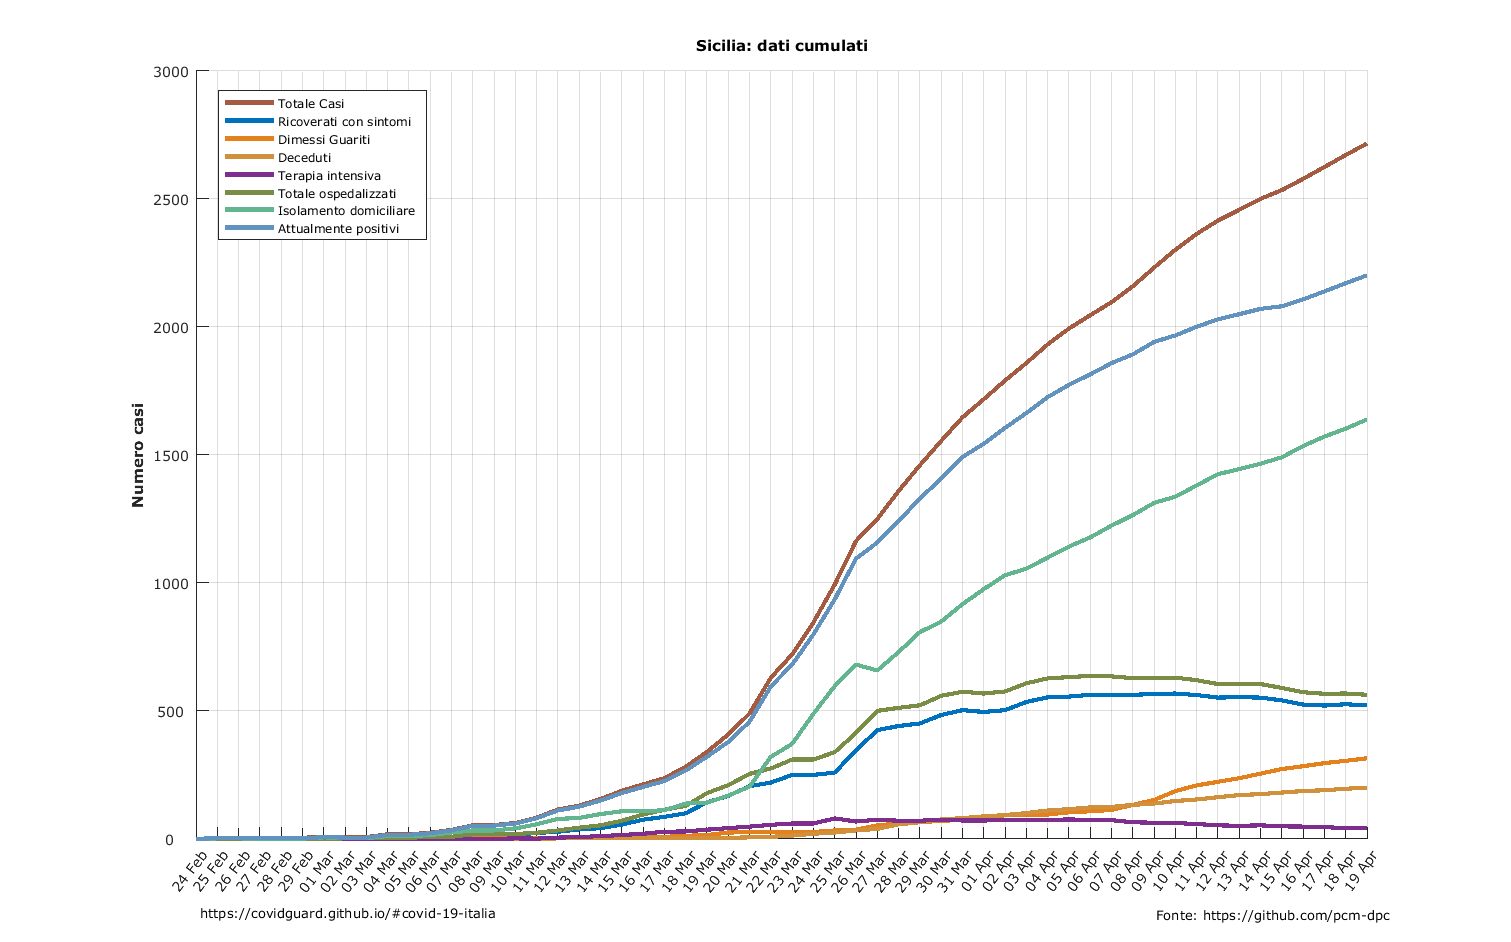 Sicilia: dati cumulati
3000
2500
2000
1500
1000
500
0
Numero casi
Totale Casi
Ricoverati con sintomi
Dimessi Guariti
Deceduti
Terapia intensiva
Totale ospedalizzati
Isolamento domiciliare
Attualmente positivi
24 Feb
25 Feb
26 Feb
27 Feb
28 Feb
29 Feb
01 Mar
02 Mar
03 Mar
04 Mar
05 Mar
06 Mar
07 Mar
08 Mar
09 Mar
10 Mar
11 Mar
12 Mar
13 Mar
14 Mar
15 Mar
16 Mar
17 Mar
18 Mar
19 Mar
20 Mar
21 Mar
22 Mar
23 Mar
24 Mar
25 Mar
26 Mar
27 Mar
28 Mar
29 Mar
30 Mar
31 Mar
01 Apr
02 Apr
03 Apr
04 Apr
05 Apr
06 Apr
07 Apr
08 Apr
09 Apr
10 Apr
11 Apr
12 Apr
13 Apr
14 Apr
15 Apr
16 Apr
17 Apr
18 Apr
19 Apr
https://covidguard.github.io/#covid-19-italia
Fonte: https://github.com/pcm-dpc